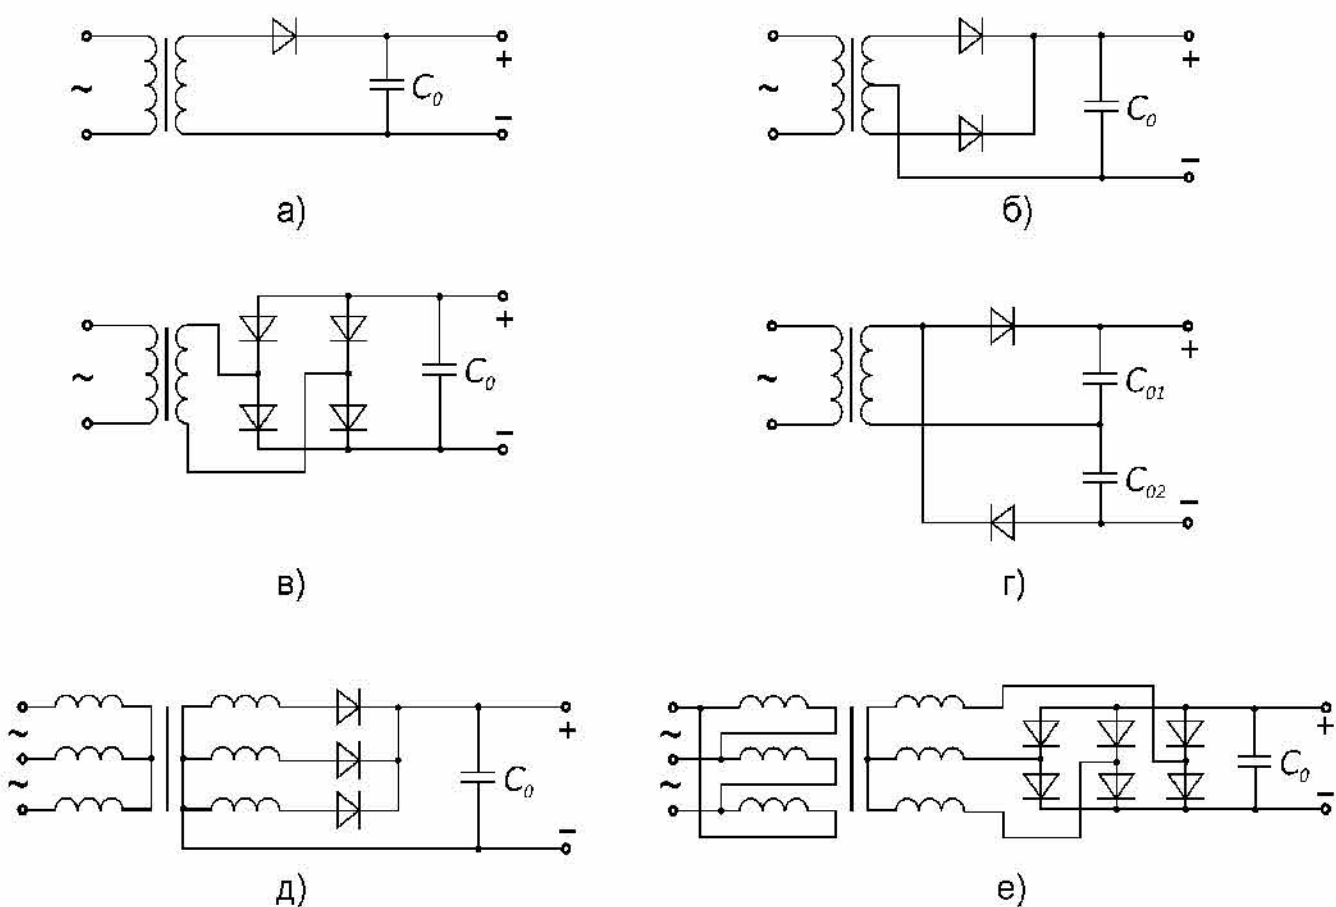 ~ C₀ + −
а)
~ C₀ + −
б)
~ C₀ + −
в)
~ C₀₁ C₀₂ + −
г)
~ ~ C₀ + −
д)
~ ~ C₀ + −
е)